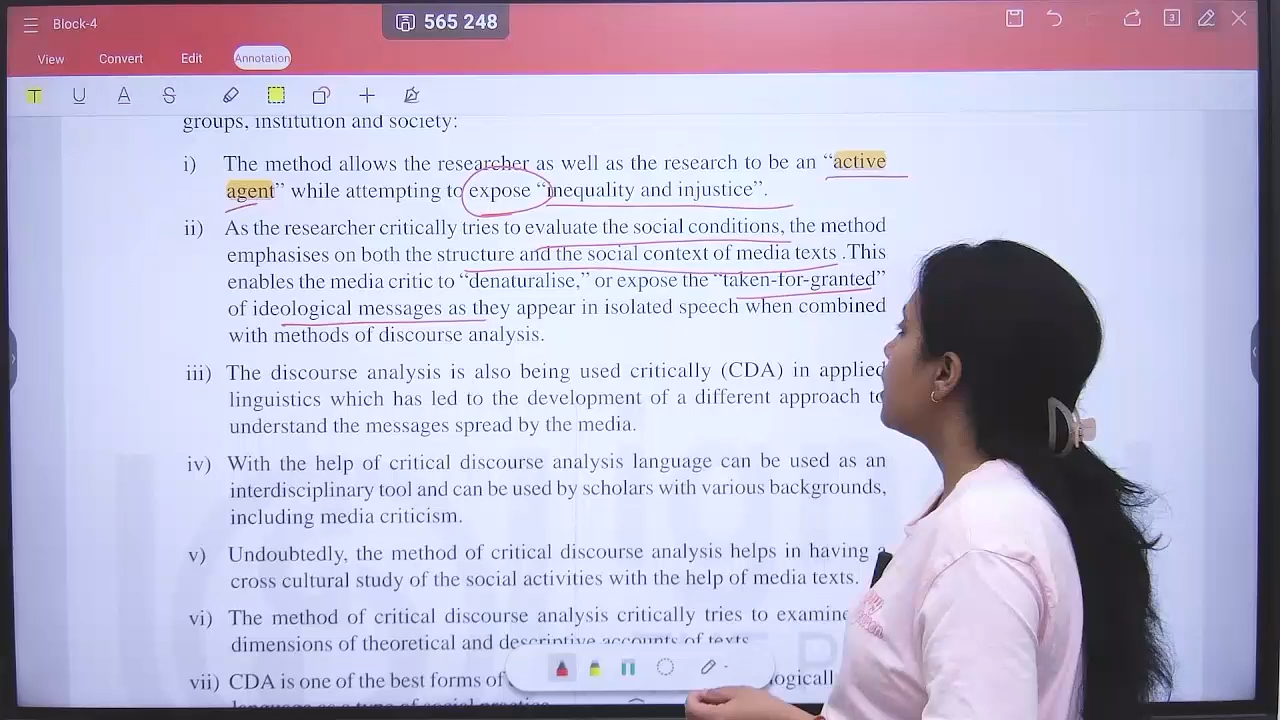 Block-4
565 248
3
View Convert Edit Annotation
groups, institution and society:
i) The method allows the researcher as well as the research to be an “active
agent” while attempting to expose “inequality and injustice”.
ii) As the researcher critically tries to evaluate the social conditions, the method
emphasises on both the structure and the social context of media texts .This
enables the media critic to “denaturalise,” or expose the “taken-for-granted”
of ideological messages as they appear in isolated speech when combined
with methods of discourse analysis.
iii) The discourse analysis is also being used critically (CDA) in applied
linguistics which has led to the development of a different approach to
understand the messages spread by the media.
iv) With the help of critical discourse analysis language can be used as an
interdisciplinary tool and can be used by scholars with various backgrounds,
including media criticism.
v) Undoubtedly, the method of critical discourse analysis helps in having a
cross cultural study of the social activities with the help of media texts.
vi) The method of critical discourse analysis critically tries to examine
dimensions of theoretical and descriptive accounts of texts
vii) CDA is one of the best forms of
language as a type of social practice